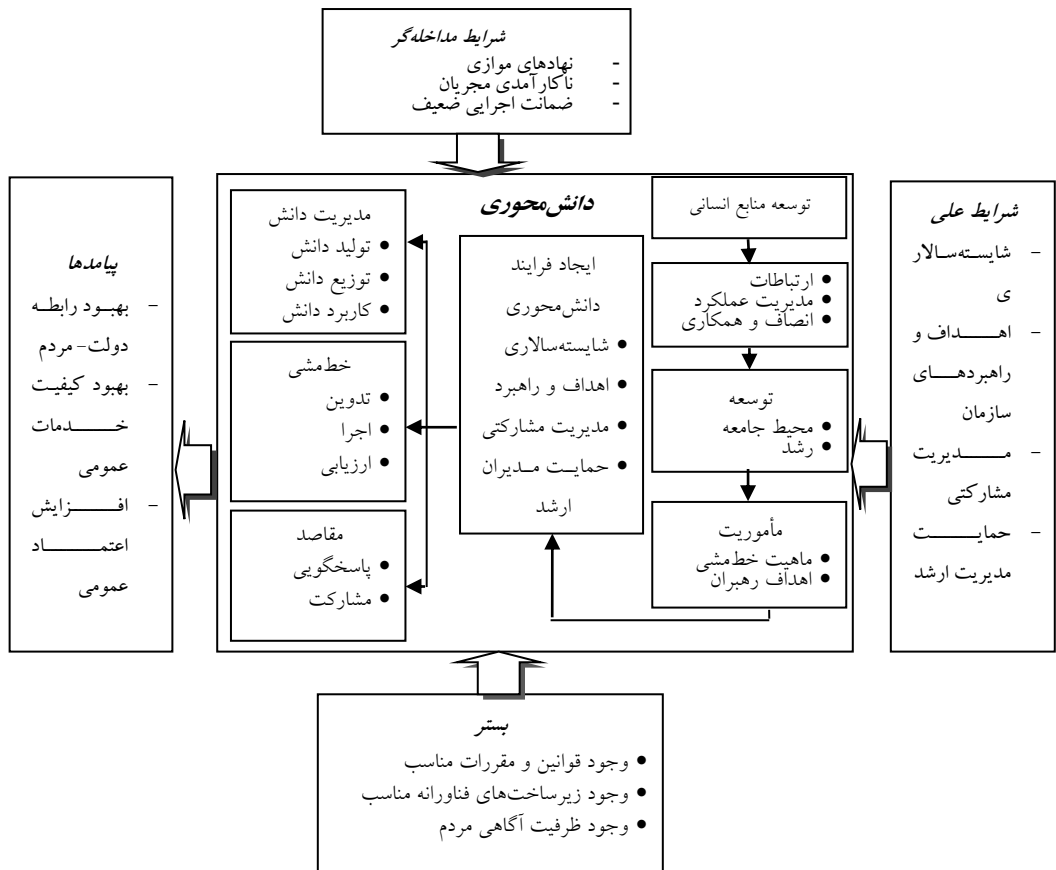 شرایط مداخله‌گر
- نهادهای موازی
- ناکارآمدی مجریان
- ضمانت اجرایی ضعیف
شرایط علی
- شایسته‌سالار
ی
- اهداف و
راهبردهای
سازمان
- مدیریت
مشارکتی
- حمایت
مدیریت ارشد
دانش‌محوری
توسعه منابع انسانی
• ارتباطات
• مدیریت عملکرد
• انصاف و همکاری
توسعه
• محیط جامعه
• رشد
مأموریت
• ماهیت خط‌مشی
• اهداف رهبران
ایجاد فرایند
دانش‌محوری
• شایسته‌سالاری
• اهداف و راهبرد
• مدیریت مشارکتی
• حمایت مدیران
ارشد
مدیریت دانش
• تولید دانش
• توزیع دانش
• کاربرد دانش
خط‌مشی
• تدوین
• اجرا
• ارزیابی
مقاصد
• پاسخگویی
• مشارکت
پیامدها
- بهبود رابطه
دولت- مردم
- بهبود کیفیت
خدمات
عمومی
- افزایش
اعتماد
عمومی
بستر
• وجود قوانین و مقررات مناسب
• وجود زیرساخت‌های فناورانه مناسب
• وجود ظرفیت آگاهی مردم